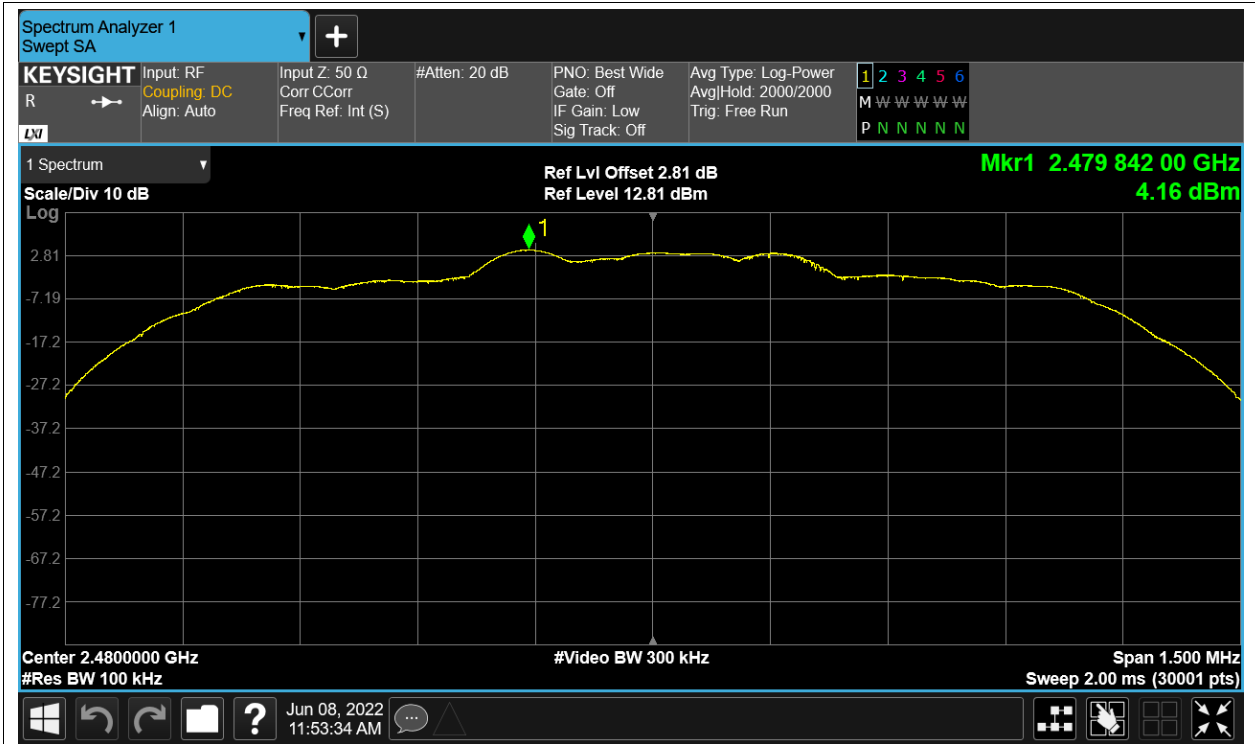 Spectrum Analyzer 1
Swept SA
KEYSIGHT
R
LXI
Input: RF
Coupling: DC
Align: Auto
Input Z: 50 Ω
Corr CCorr
Freq Ref: Int (S)
#Atten: 20 dB
PNO: Best Wide
Gate: Off
IF Gain: Low
Sig Track: Off
Avg Type: Log-Power
Avg|Hold: 2000/2000
Trig: Free Run
1 2 3 4 5 6
M W W W W W
P N N N N N
1 Spectrum
Scale/Div 10 dB
Log
Ref Lvl Offset 2.81 dB
Ref Level 12.81 dBm
Mkr1 2.479 842 00 GHz
4.16 dBm
1
2.81
-7.19
-17.2
-27.2
-37.2
-47.2
-57.2
-67.2
-77.2
Center 2.4800000 GHz
#Res BW 100 kHz
#Video BW 300 kHz
Span 1.500 MHz
Sweep 2.00 ms (30001 pts)
?
Jun 08, 2022
11:53:34 AM